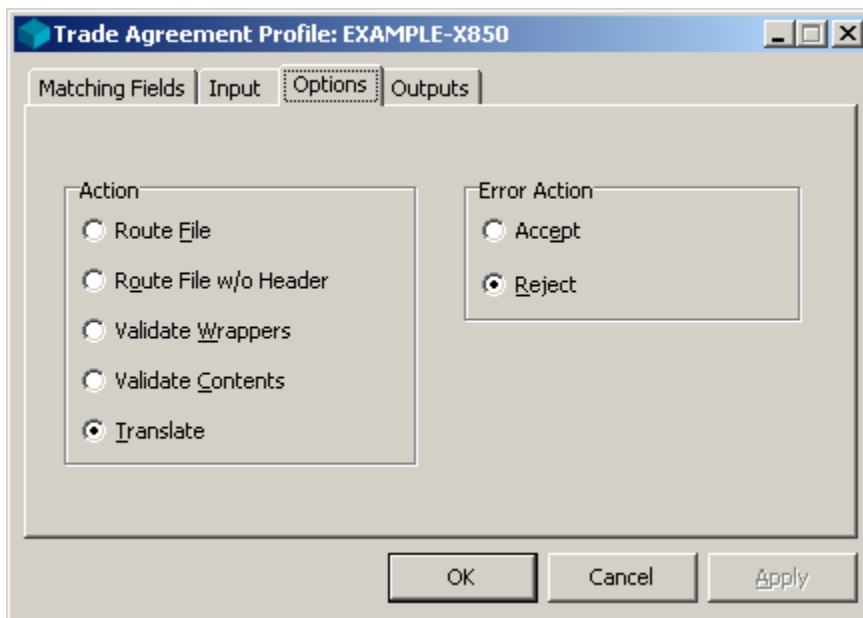 Trade Agreement Profile: EXAMPLE-X850
Matching Fields Input Options Outputs
Action
Route File
Route File w/o Header
Validate Wrappers
Validate Contents
Translate
Error Action
Accept
Reject
OK Cancel Apply